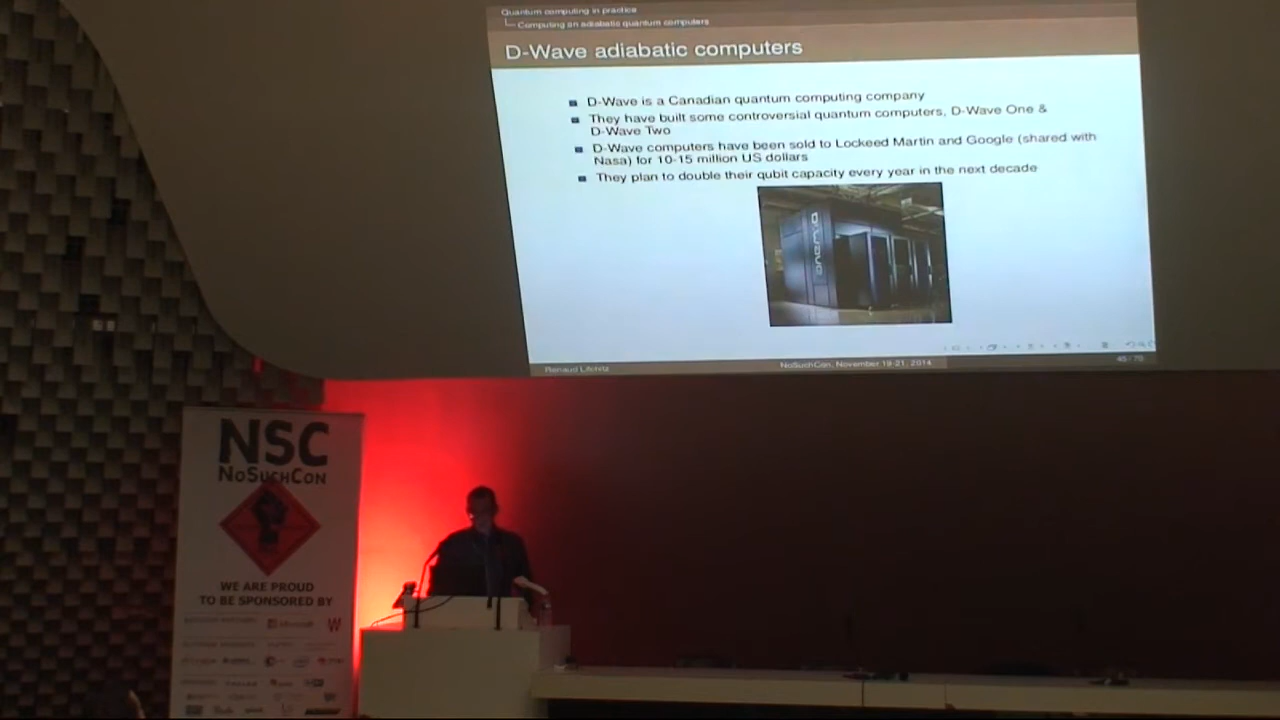 Quantum computing in practice
Computing on adiabatic quantum computers
D-Wave adiabatic computers
D-Wave is a Canadian quantum computing company
They have built some controversial quantum computers, D-Wave One &
D-Wave Two
D-Wave computers have been sold to Lockeed Martin and Google (shared with
Nasa) for 10-15 million US dollars
They plan to double their qubit capacity every year in the next decade
D-Wave
Renaud Lifchitz
NoSuchCon, November 19-21, 2014
NSC
NoSuchCon
WE ARE PROUD
TO BE SPONSORED BY
Microsoft